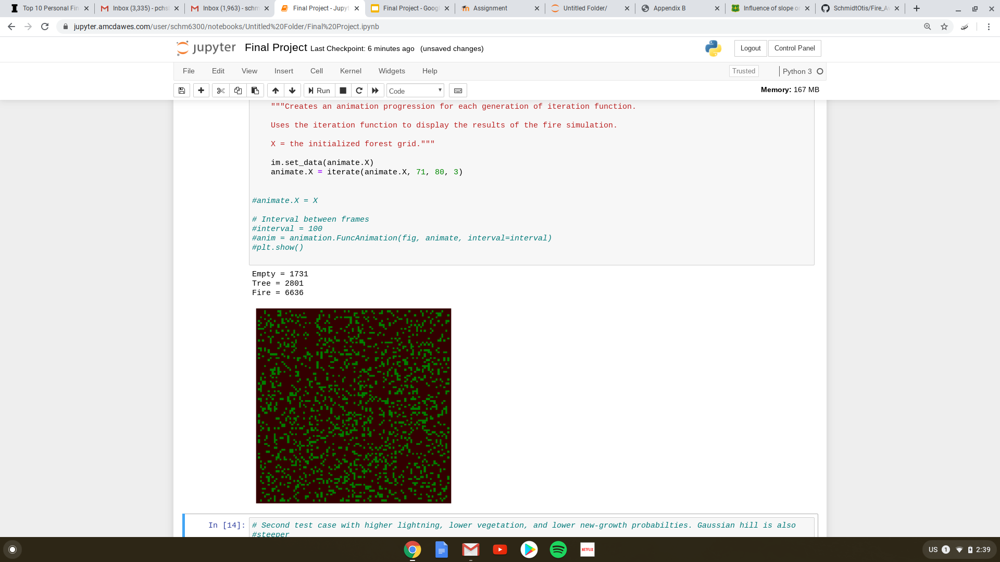 Top 10 Personal Fin
Inbox (3,335) - pchs
Inbox (1,963) - schm
Final Project - Jupyt
Final Project - Goog
Assignment
Untitled Folder/
Appendix B
Influence of slope o
SchmidtOtis/Fire_A
jupyter.amcdawes.com/user/schm6300/notebooks/Untitled%20Folder/Final%20Project.ipynb
jupyter Final Project Last Checkpoint: 6 minutes ago (unsaved changes)
Logout Control Panel
File Edit View Insert Cell Kernel Widgets Help
Trusted Python 3
Run Code
Memory: 167 MB
"""Creates an animation progression for each generation of iteration function.
Uses the iteration function to display the results of the fire simulation.
X = the initialized forest grid."""
im.set_data(animate.X)
animate.X = iterate(animate.X, 71, 80, 3)
#animate.X = X
# Interval between frames
#interval = 100
#anim = animation.FuncAnimation(fig, animate, interval=interval)
#plt.show()
Empty = 1731
Tree = 2801
Fire = 6636
In [14]: # Second test case with higher lightning, lower vegetation, and lower new-growth probabilties. Gaussian hill is also
#steeper
NETFLIX
US 1 2:39